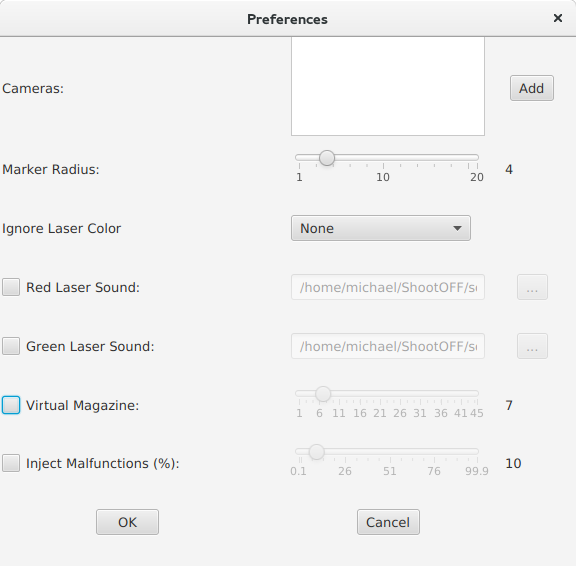 Preferences ×
Cameras: Add
Marker Radius: 1 10 20 4
Ignore Laser Color None
Red Laser Sound: /home/michael/ShootOFF/s ...
Green Laser Sound: /home/michael/ShootOFF/s ...
Virtual Magazine: 1 6 11 16 21 26 31 36 41 45 7
Inject Malfunctions (%): 0.1 26 51 76 99.9 10
OK Cancel